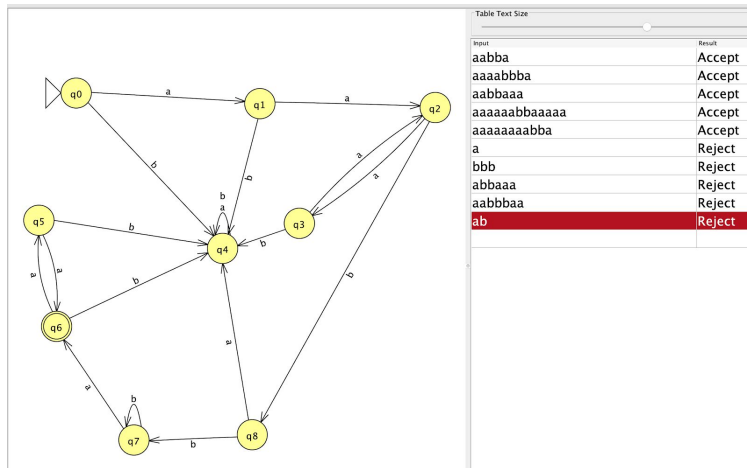 Table Text Size
Input Result
aabba Accept
aaaabbba Accept
aabbaaa Accept
aaaaaabbaaaaa Accept
aaaaaaaabba Accept
a Reject
bbb Reject
abbaaa Reject
aabbbaa Reject
ab Reject
q0
a
q1
a
q2
b
b
a
a
q5
b
b
a
q3
b
q4
b
a
a
b
q6
a
a
b
q7
b
q8